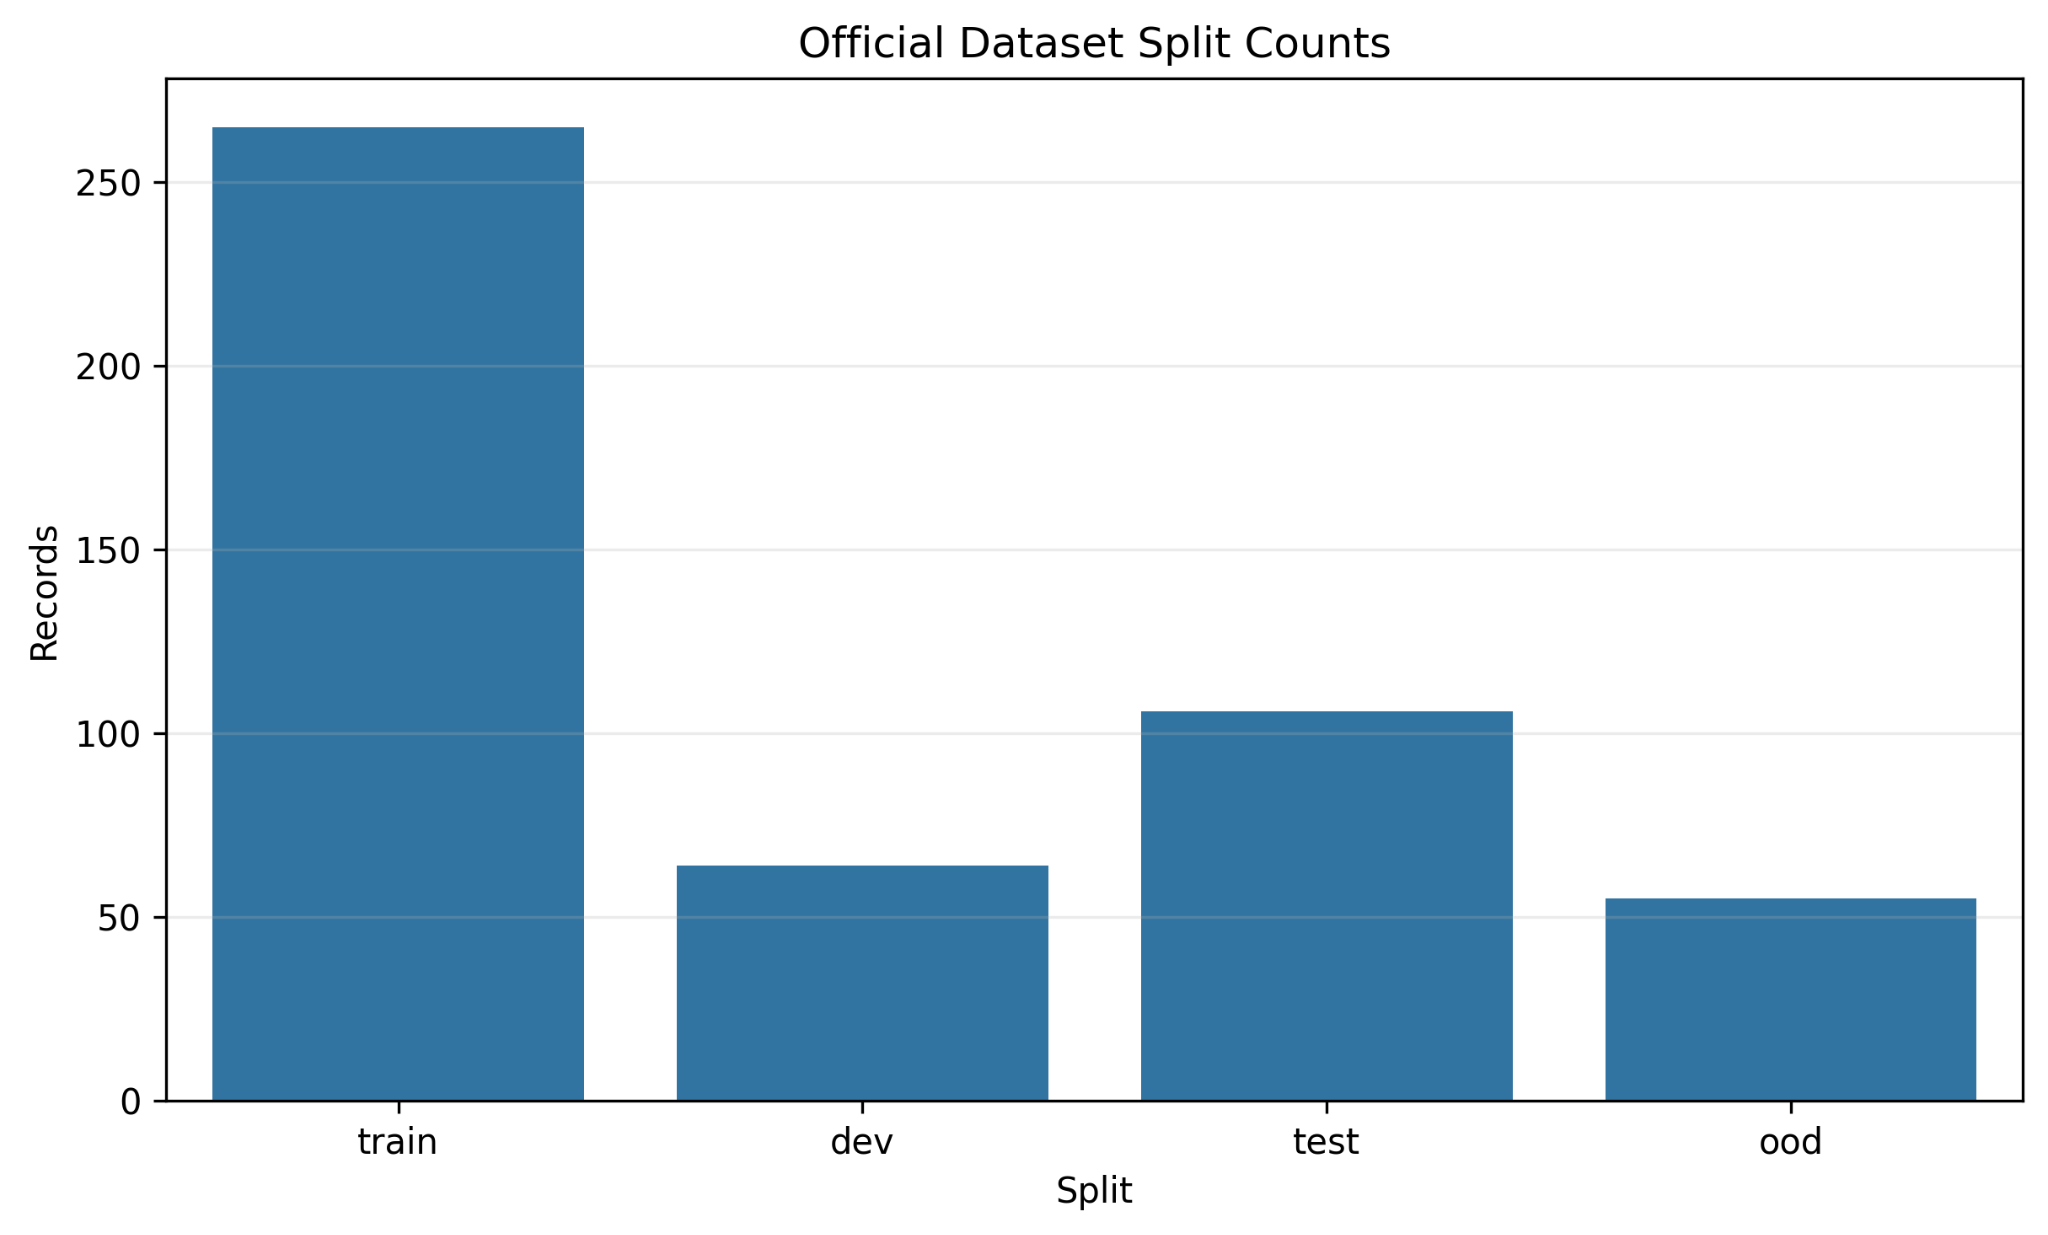 Official Dataset Split Counts
Records
250
200
150
100
50
0
train dev test ood
Split